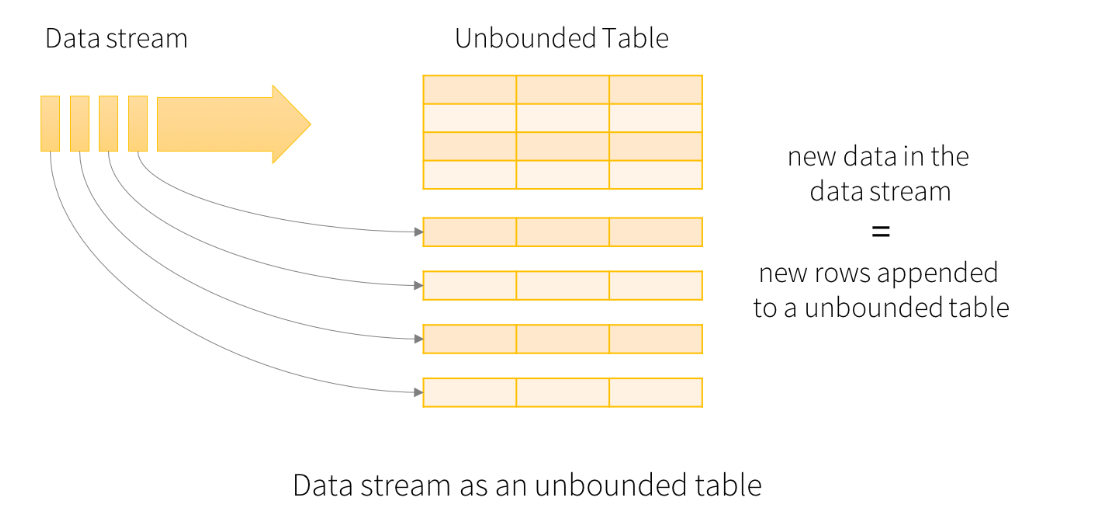 Data stream
Unbounded Table
new data in the
data stream
=
new rows appended
to a unbounded table
Data stream as an unbounded table